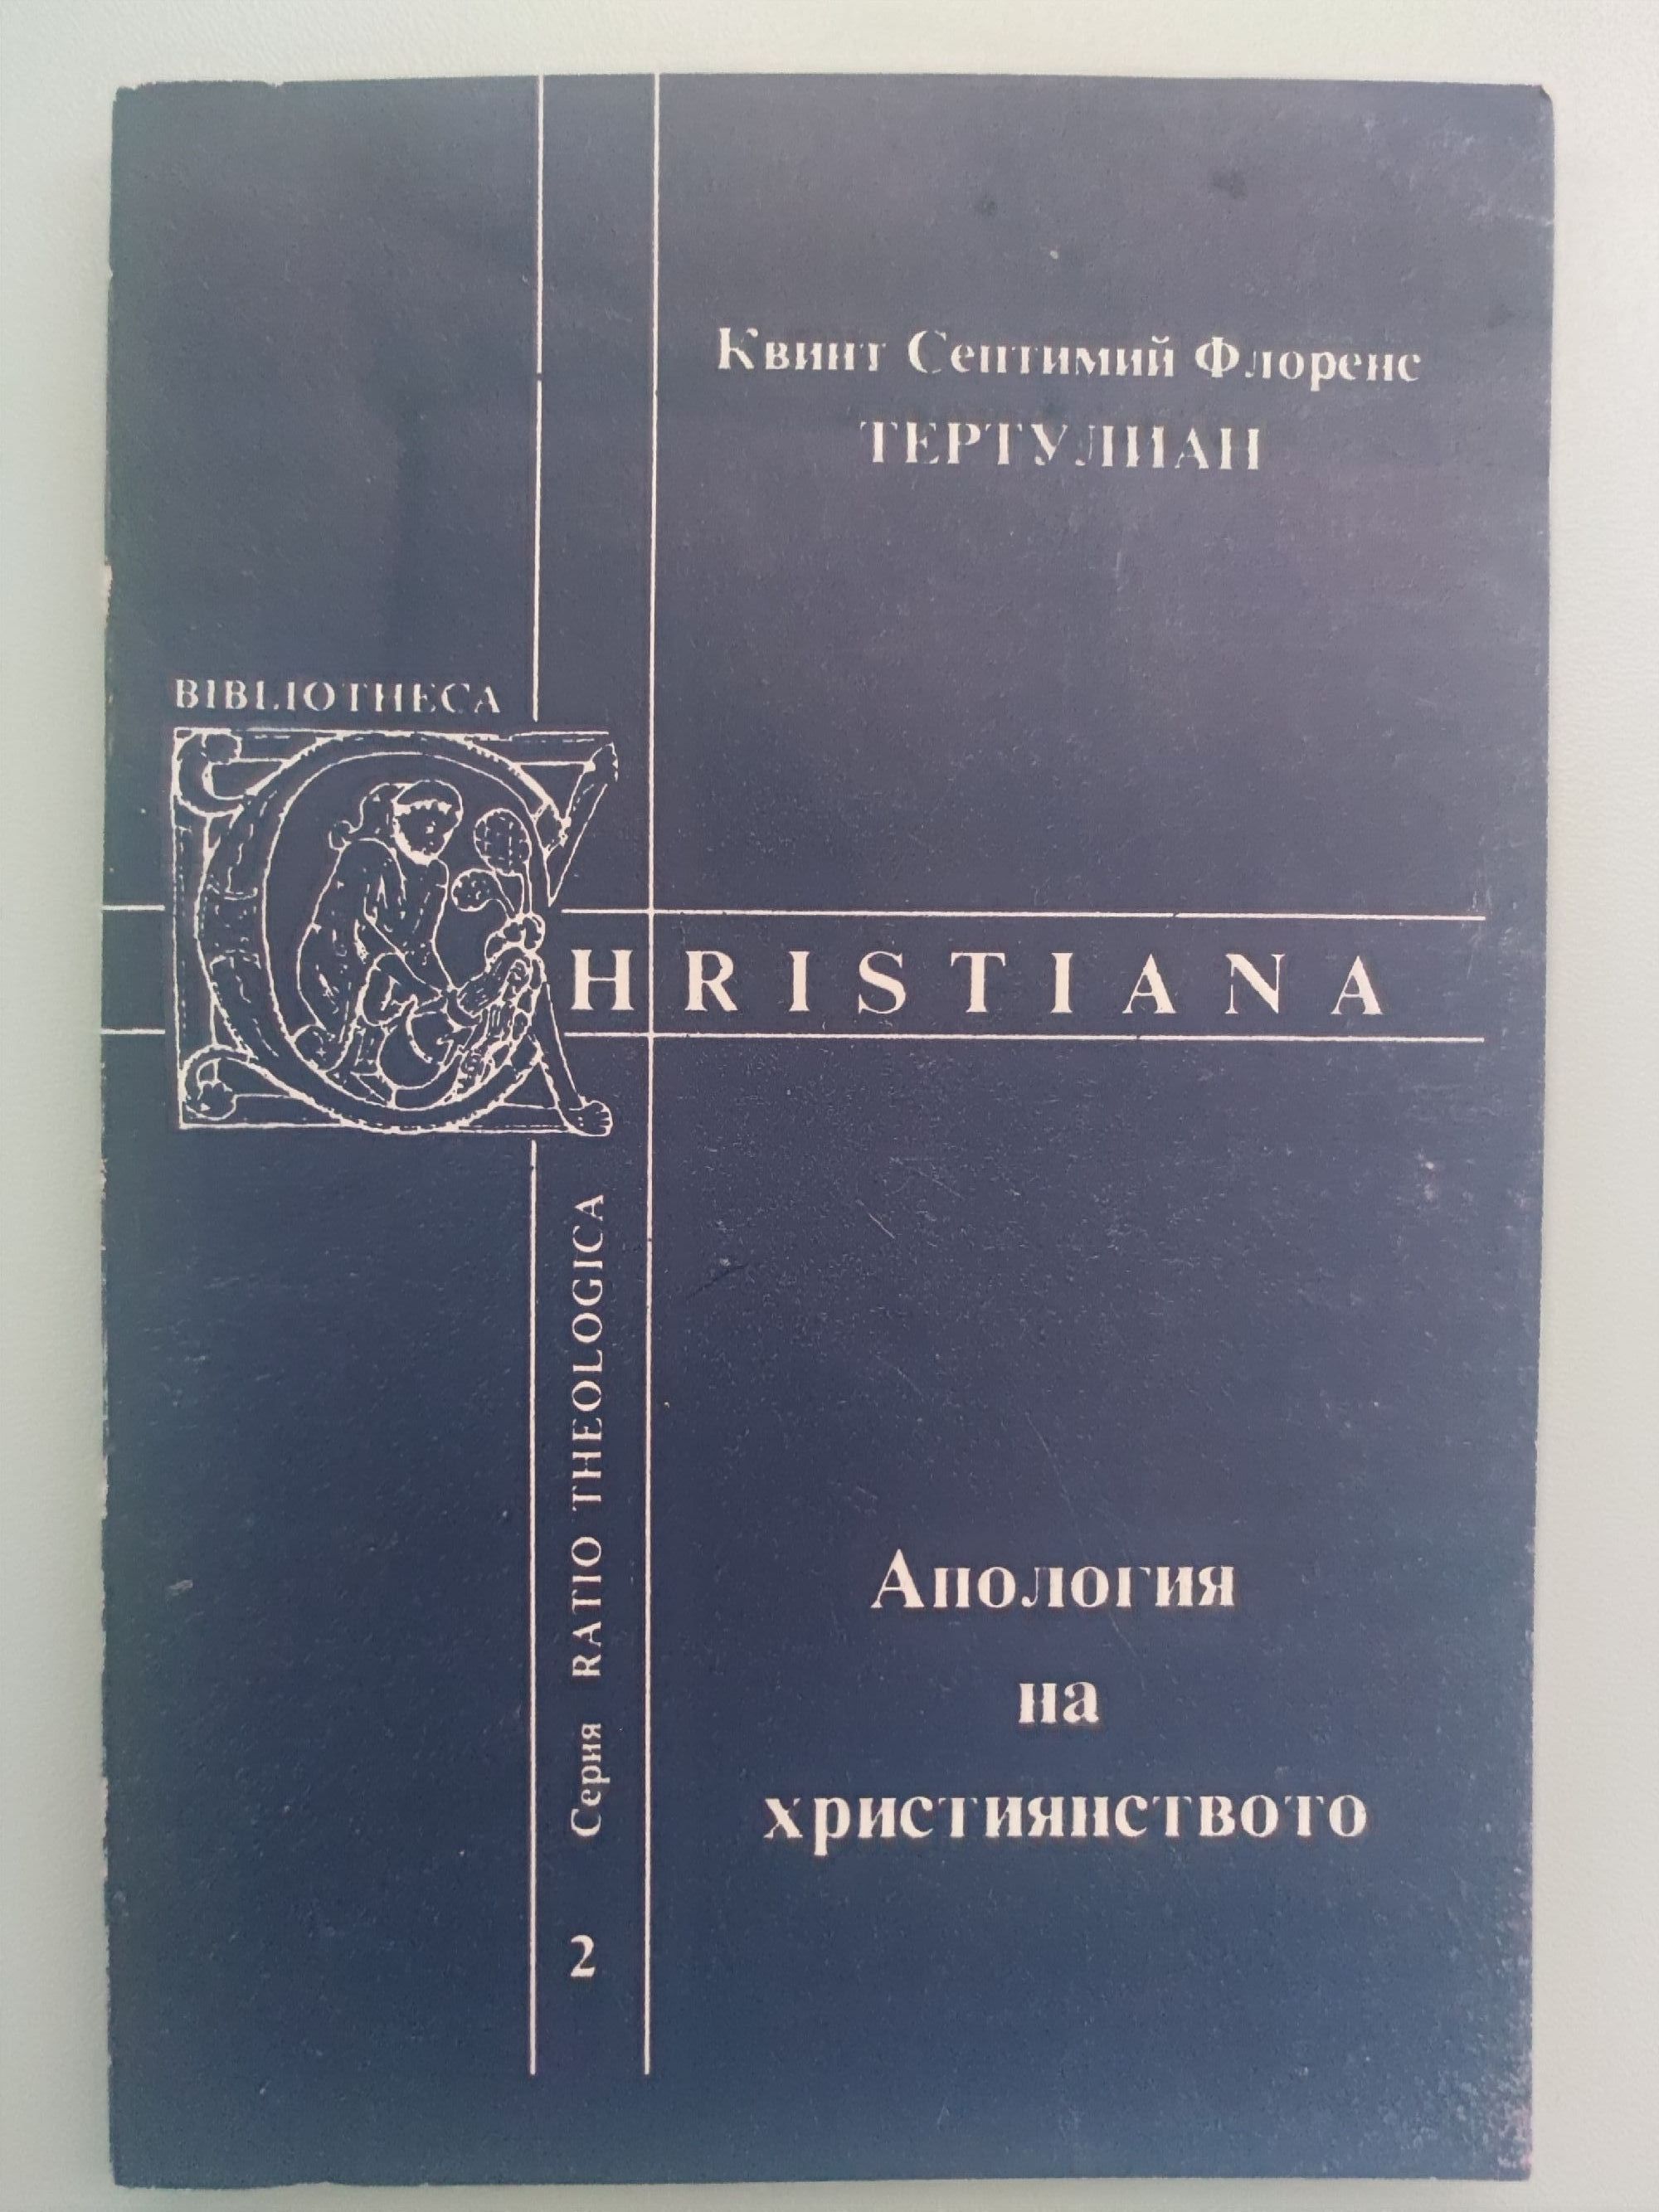 Квинт Септимий Флоренс
ТЕРТУЛИАН
BIBLIOTHECA
CHRISTIANA
Серия RATIO THEOLOGICA
2
Апология
на
християнството